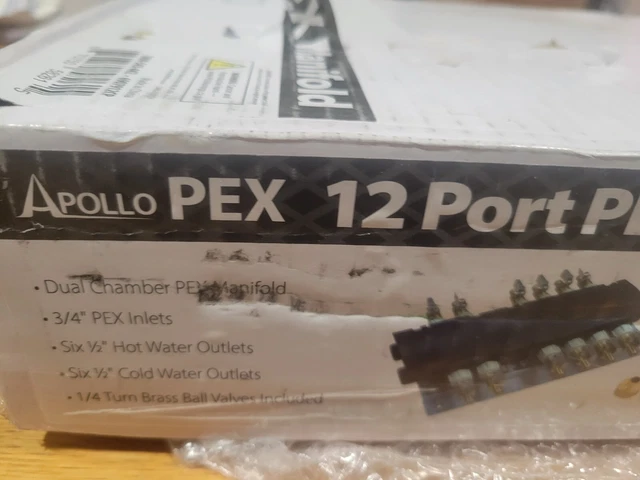 Manifold
APOLLO PEX 12 Port
• Dual Chamber PEX Manifold
• 3/4" PEX Inlets
• Six ½" Hot Water Outlets
• Six ½" Cold Water Outlets
• 1/4 Turn Brass Ball Valves Included